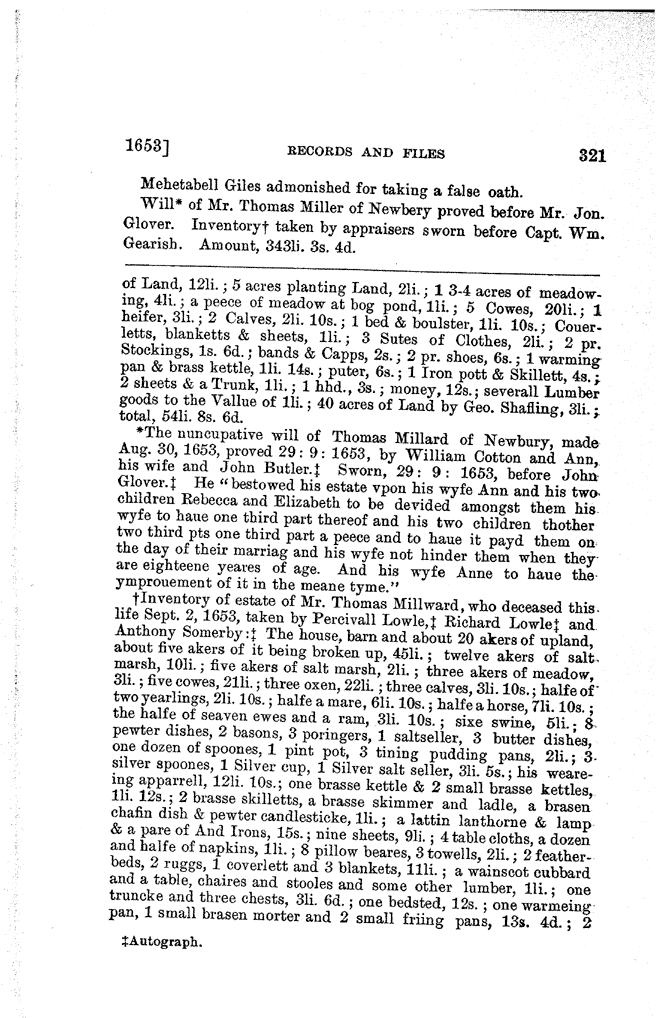 1653] RECORDS AND FILES 321
Mehetabell Giles admonished for taking a false oath.
Will* of Mr. Thomas Miller of Newbery proved before Mr. Jon.
Glover. Inventory† taken by appraisers sworn before Capt. Wm.
Gearish. Amount, 343li. 3s. 4d.
of Land, 12li.; 5 acres planting Land, 2li.; 1 3-4 acres of meadow-
ing, 4li.; a peece of meadow at bog pond, 1li.; 5 Cowes, 20li.; 1
heifer, 3li.; 2 Calves, 2li. 10s.; 1 bed & boulster, 1li. 10s.; Couer-
letts, blanketts & sheets, 1li.; 3 Sutes of Clothes, 2li.; 2 pr.
Stockings, 1s. 6d.; bands & Capps, 2s.; 2 pr. shoes, 6s.; 1 warming
pan & brass kettle, 1li. 14s.; puter, 6s.; 1 Iron pott & Skillett, 4s.;
2 sheets & a Trunk, 1li.; 1 hhd., 3s.; money, 12s.; severall Lumber
goods to the Vallue of 1li.; 40 acres of Land by Geo. Shafling, 3li.;
total, 54li. 8s. 6d.
*The nuncupative will of Thomas Millard of Newbury, made
Aug. 30, 1653, proved 29: 9: 1653, by William Cotton and Ann,
his wife and John Butler.‡ Sworn, 29: 9: 1653, before John
Glover.‡ He "bestowed his estate vpon his wyfe Ann and his two
children Rebecca and Elizabeth to be devided amongst them his
wyfe to haue one third part thereof and his two children thother
two third pts one third part a peece and to haue it payd them on
the day of their marriag and his wyfe not hinder them when they
are eighteene yeares of age. And his wyfe Anne to haue the
ymprouement of it in the meane tyme."
†Inventory of estate of Mr. Thomas Millward, who deceased this
life Sept. 2, 1653, taken by Percivall Lowle,‡ Richard Lowle‡ and
Anthony Somerby:‡ The house, barn and about 20 akers of upland,
about five akers of it being broken up, 45li.; twelve akers of salt
marsh, 10li.; five akers of salt marsh, 2li.; three akers of meadow,
3li.; five cowes, 21li.; three oxen, 22li.; three calves, 3li. 10s.; halfe of
two yearlings, 2li. 10s.; halfe a mare, 6li. 10s.; halfe a horse, 7li. 10s.;
the halfe of seaven ewes and a ram, 3li. 10s.; sixe swine, 5li.; 8
pewter dishes, 2 basons, 3 poringers, 1 saltseller, 3 butter dishes,
one dozen of spoones, 1 pint pot, 3 tining pudding pans, 2li.; 3
silver spoones, 1 Silver cup, 1 Silver salt seller, 3li. 5s.; his weare-
ing apparrell, 12li. 10s.; one brasse kettle & 2 small brasse kettles,
1li. 12s.; 2 brasse skilletts, a brasse skimmer and ladle, a brasen
chafin dish & pewter candlesticke, 1li.; a lattin lanthorne & lamp
& a pare of And Irons, 15s.; nine sheets, 9li.; 4 table cloths, a dozen
and halfe of napkins, 1li.; 8 pillow beares, 3 towells, 2li.; 2 feather-
beds, 2 ruggs, 1 coverlett and 3 blankets, 11li.; a wainscot cubbard
and a table, chaires and stooles and some other lumber, 1li.; one
truncke and three chests, 3li. 6d.; one bedsted, 12s.; one warmeing
pan, 1 small brasen morter and 2 small friing pans, 13s. 4d.; 2
‡Autograph.